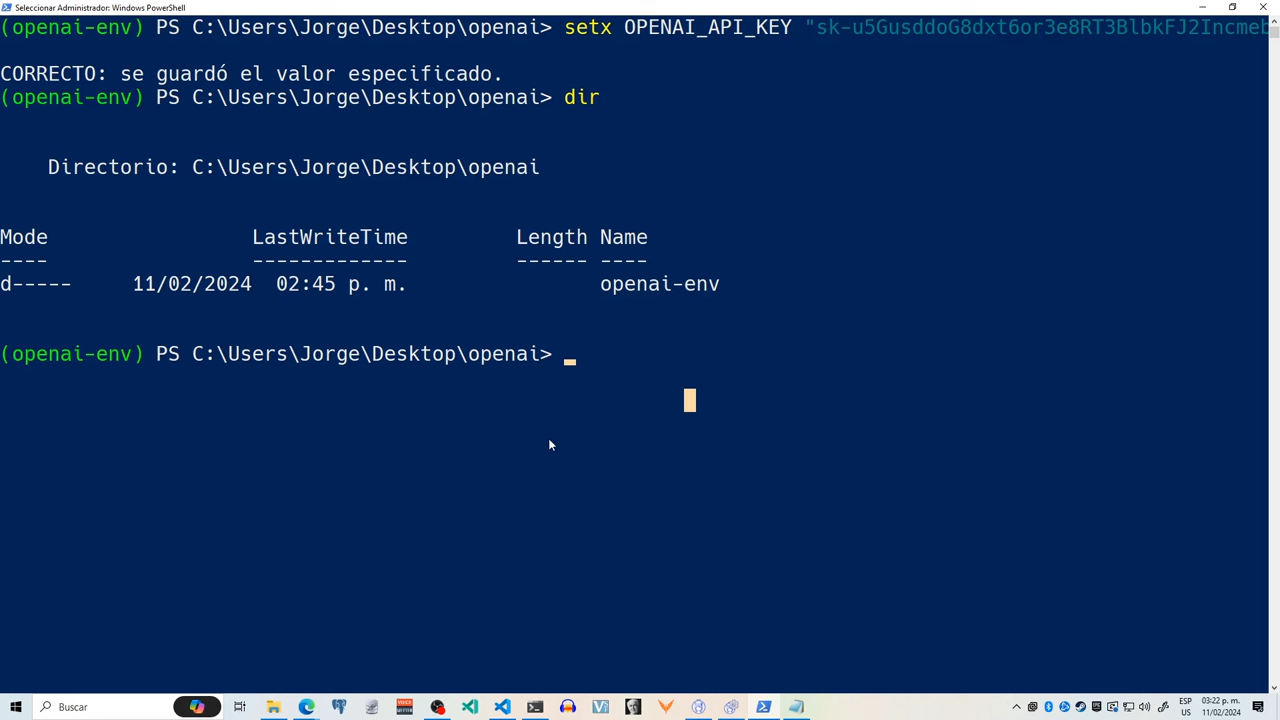 Seleccionar Administrador: Windows PowerShell
(openai-env) PS C:\Users\Jorge\Desktop\openai> setx OPENAI_API_KEY "sk-u5GusddoG8dxt6or3e8RT3BlbkFJ2Incmeb
CORRECTO: se guardó el valor especificado.
(openai-env) PS C:\Users\Jorge\Desktop\openai> dir
Directorio: C:\Users\Jorge\Desktop\openai
Mode LastWriteTime Length Name
---- ------------- ------ ----
d----- 11/02/2024 02:45 p. m. openai-env
(openai-env) PS C:\Users\Jorge\Desktop\openai>
Buscar
ESP 03:22 p. m.
US 11/02/2024